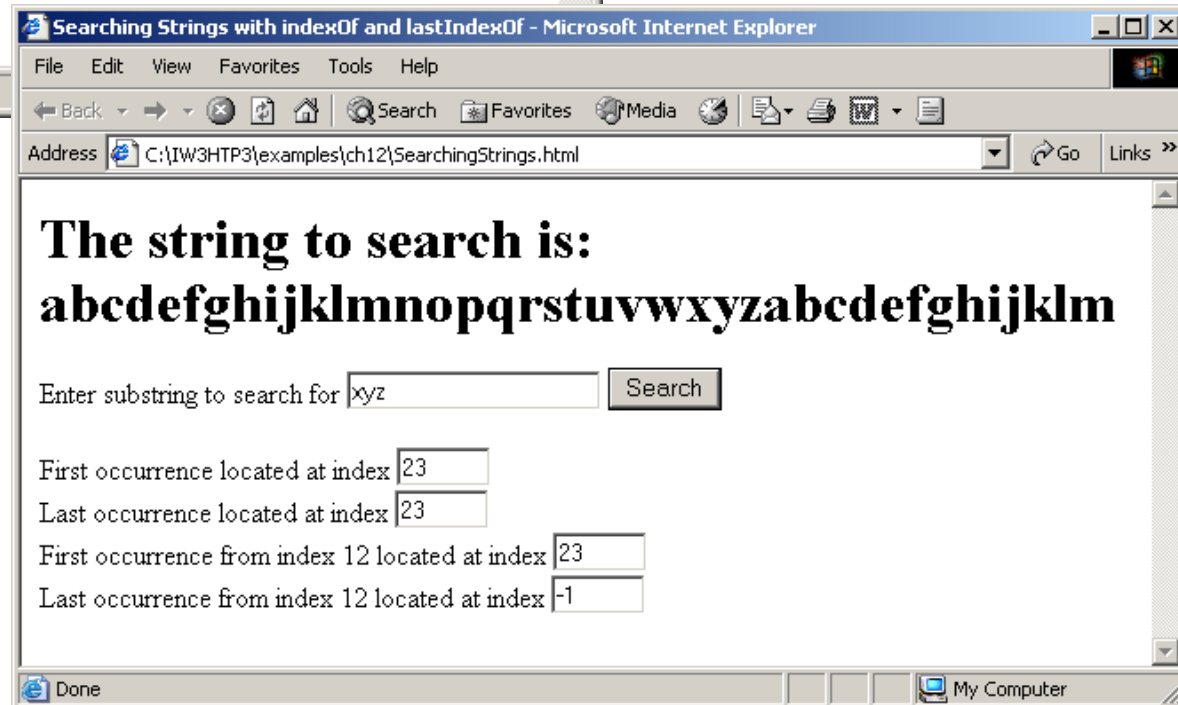 Searching Strings with indexOf and lastIndexOf - Microsoft Internet Explorer
File Edit View Favorites Tools Help
Back Search Favorites Media
Address C:\IW3HTP3\examples\ch12\SearchingStrings.html Go Links »
The string to search is:
abcdefghijklmnopqrstuvwxyzabcdefghijklm
Enter substring to search for xyz Search
First occurrence located at index 23
Last occurrence located at index 23
First occurrence from index 12 located at index 23
Last occurrence from index 12 located at index -1
Done My Computer